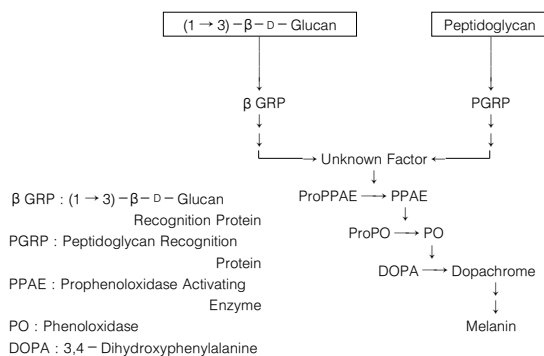 (1 → 3) − β − D − Glucan
Peptidoglycan
β GRP
PGRP
Unknown Factor
ProPPAE → PPAE
ProPO → PO
DOPA → Dopachrome
Melanin
β GRP : (1 → 3) − β − D − Glucan
Recognition Protein
PGRP : Peptidoglycan Recognition
Protein
PPAE : Prophenoloxidase Activating
Enzyme
PO : Phenoloxidase
DOPA : 3,4 − Dihydroxyphenylalanine